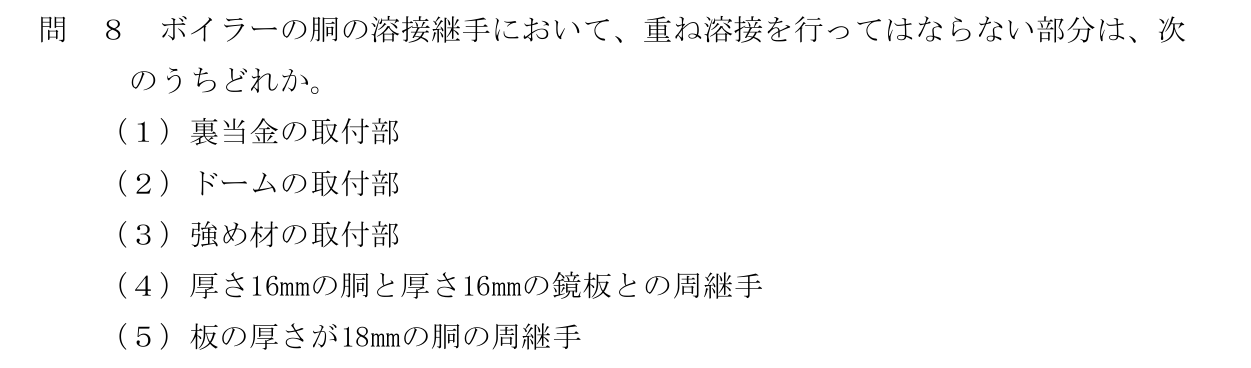 問　８　ボイラーの胴の溶接継手において、重ね溶接を行ってはならない部分は、次
のうちどれか。
（１）裏当金の取付部
（２）ドームの取付部
（３）強め材の取付部
（４）厚さ16mmの胴と厚さ16mmの鏡板との周継手
（５）板の厚さが18mmの胴の周継手